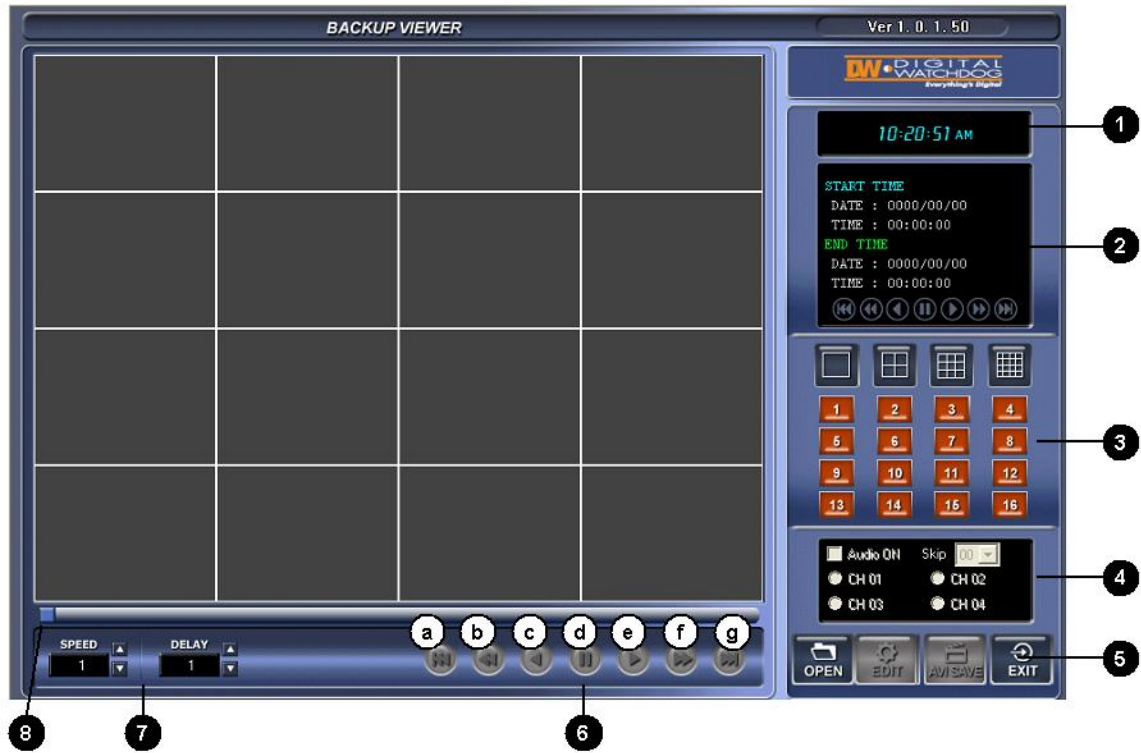 BACKUP VIEWER
Ver 1. 0. 1. 50
DW DIGITAL
WATCHDOG
Everything's Digital
10:20:51 AM
1
START TIME
DATE : 0000/00/00
TIME : 00:00:00
END TIME
DATE : 0000/00/00
TIME : 00:00:00
2
1 2 3 4
5 6 7 8
9 10 11 12
13 14 15 16
3
Audio ON Skip 00
CH 01 CH 02
CH 03 CH 04
4
a b c d e f g
SPEED
1
DELAY
1
OPEN EDIT AVI SAVE EXIT
5
8 7 6